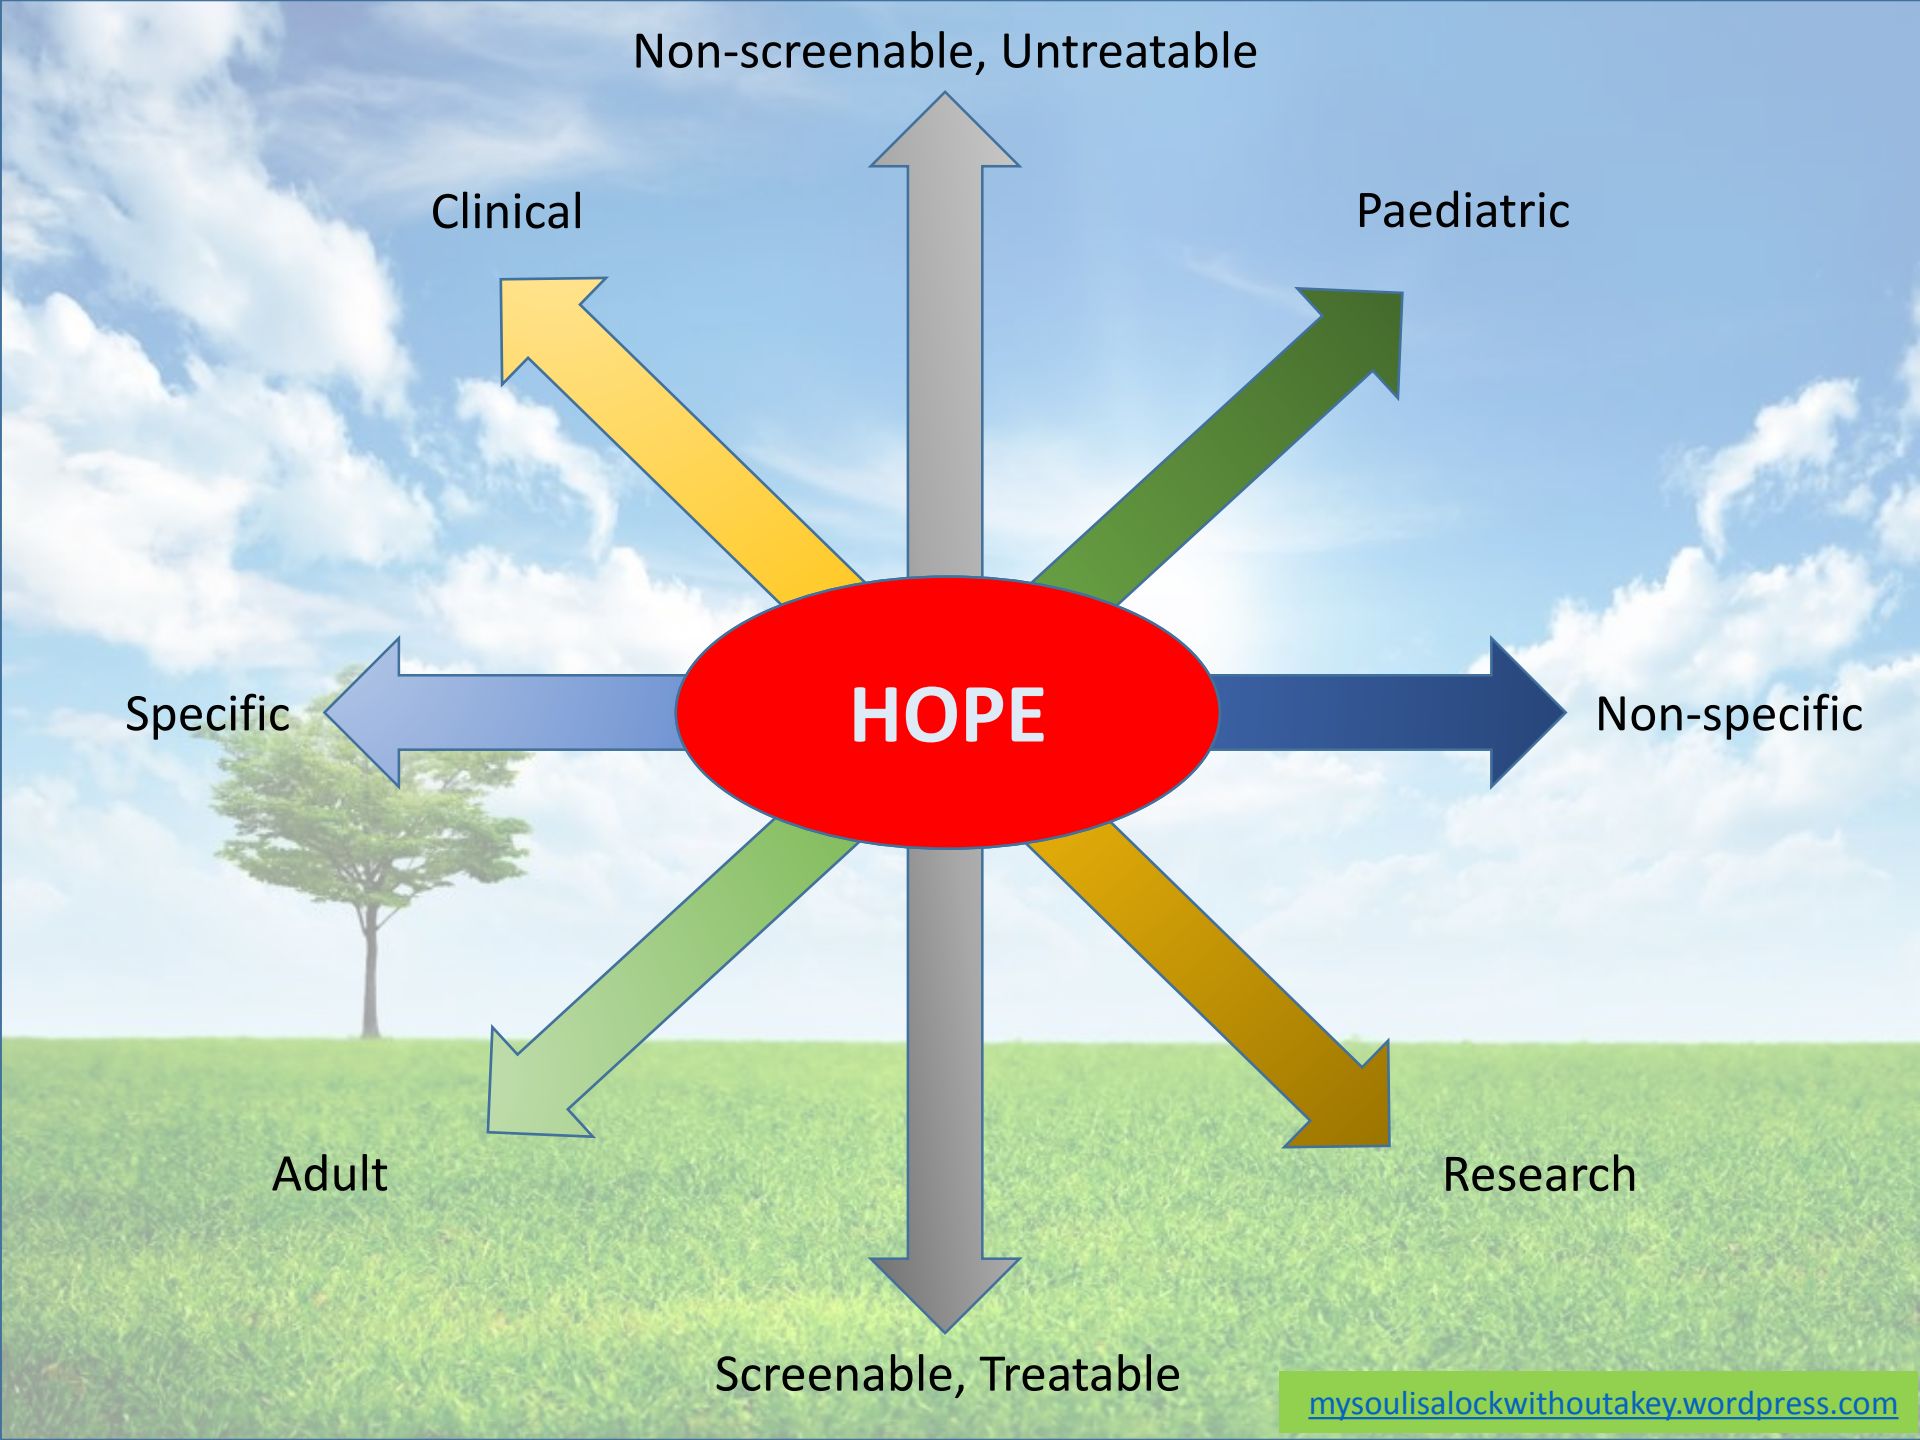 Non-screenable, Untreatable
Clinical
Paediatric
Specific
HOPE
Non-specific
Adult
Research
Screenable, Treatable
mysoulisalockwithoutakey.wordpress.com